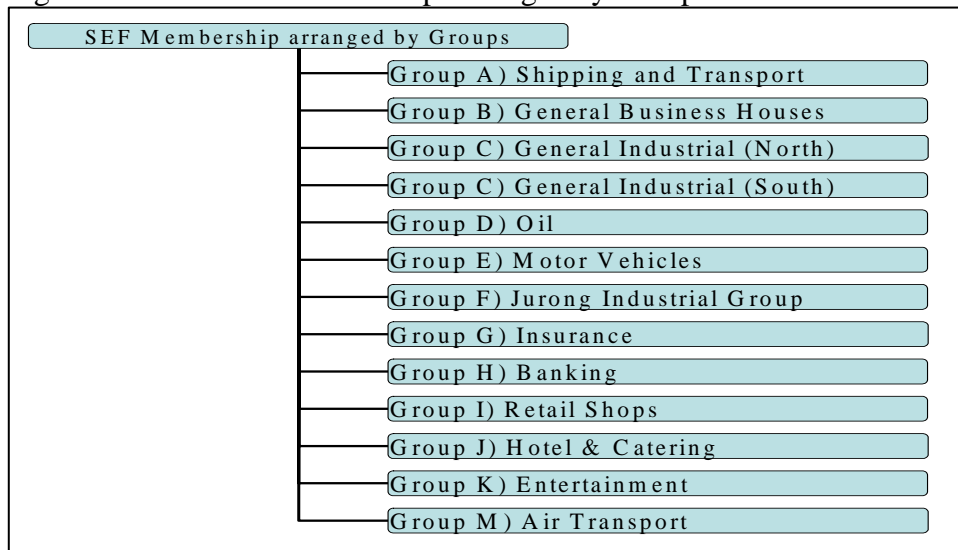 SEF Membership arranged by Groups
Group A) Shipping and Transport
Group B) General Business Houses
Group C) General Industrial (North)
Group C) General Industrial (South)
Group D) Oil
Group E) Motor Vehicles
Group F) Jurong Industrial Group
Group G) Insurance
Group H) Banking
Group I) Retail Shops
Group J) Hotel & Catering
Group K) Entertainment
Group M) Air Transport